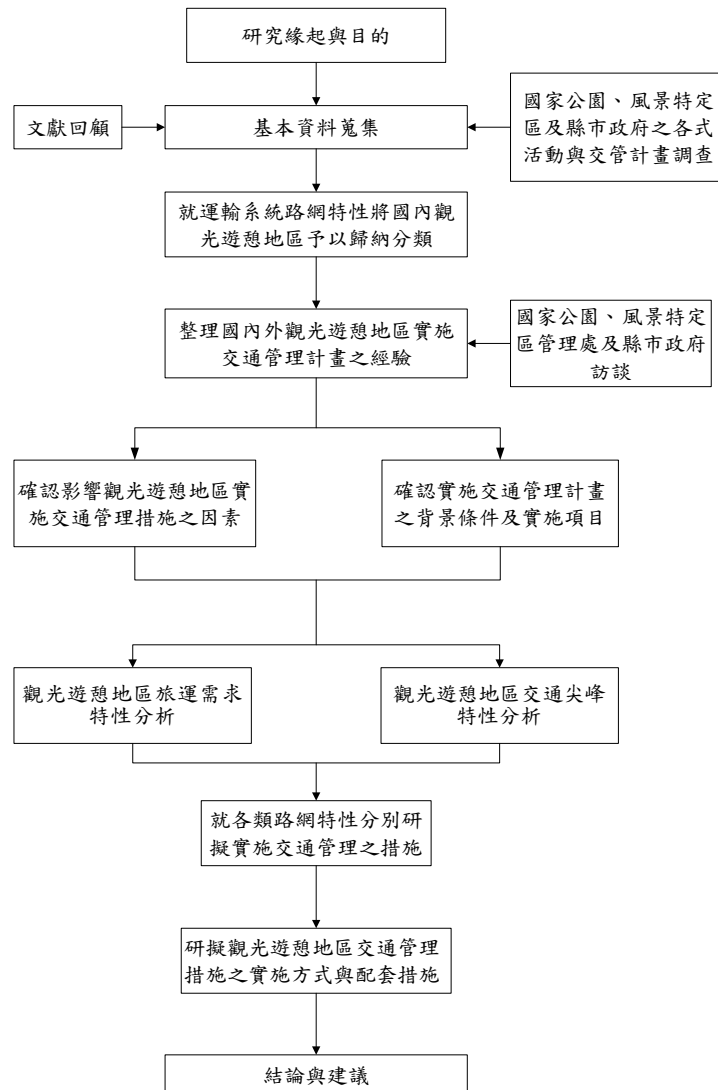 研究緣起與目的
文獻回顧
基本資料蒐集
國家公園、風景特定
區及縣市政府之各式
活動與交管計畫調查
就運輸系統路網特性將國內觀
光遊憩地區予以歸納分類
整理國內外觀光遊憩地區實施
交通管理計畫之經驗
國家公園、風景特定
區管理處及縣市政府
訪談
確認影響觀光遊憩地區實
施交通管理措施之因素
確認實施交通管理計畫
之背景條件及實施項目
觀光遊憩地區旅運需求
特性分析
觀光遊憩地區交通尖峰
特性分析
就各類路網特性分別研
擬實施交通管理之措施
研擬觀光遊憩地區交通管理
措施之實施方式與配套措施
結論與建議